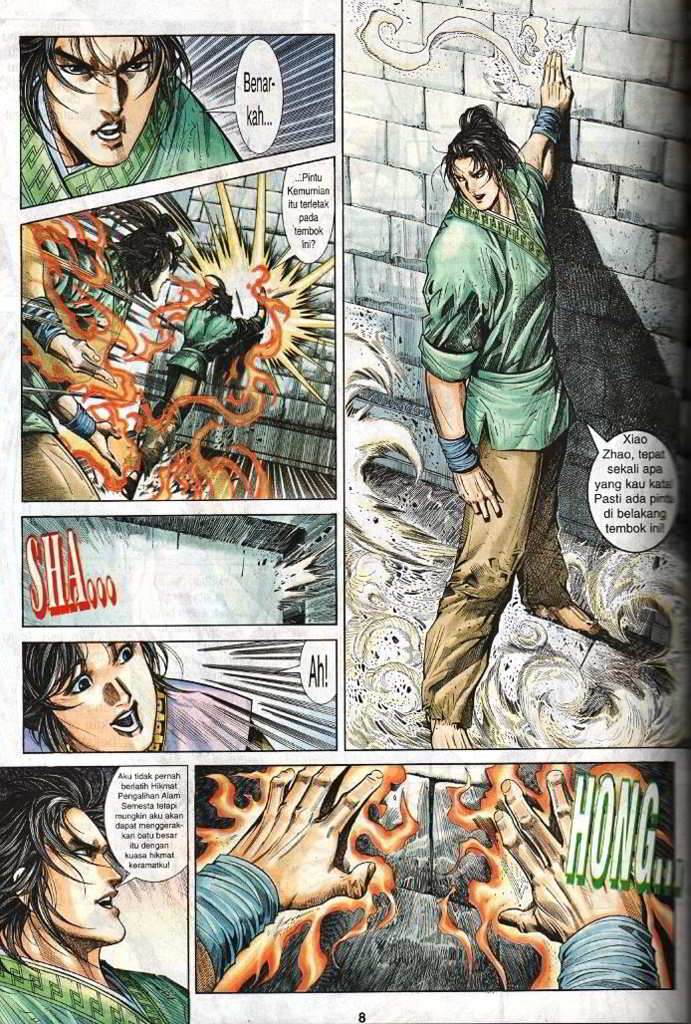 Benar-
kah...
...Pintu
Kemurnian
itu terletak
pada
tembok
ini?
SHA...
Ah!
Xiao
Zhao, tepat
sekali apa
yang kau kata!
Pasti ada pintu
di belakang
tembok ini!
Aku tidak pernah
berlatih Hikmat
Pengalihan Alam
Semesta tetapi
mungkin aku akan
dapat menggerak-
kan batu besar
itu dengan
kuasa hikmat
keramatku!
HONG...
8